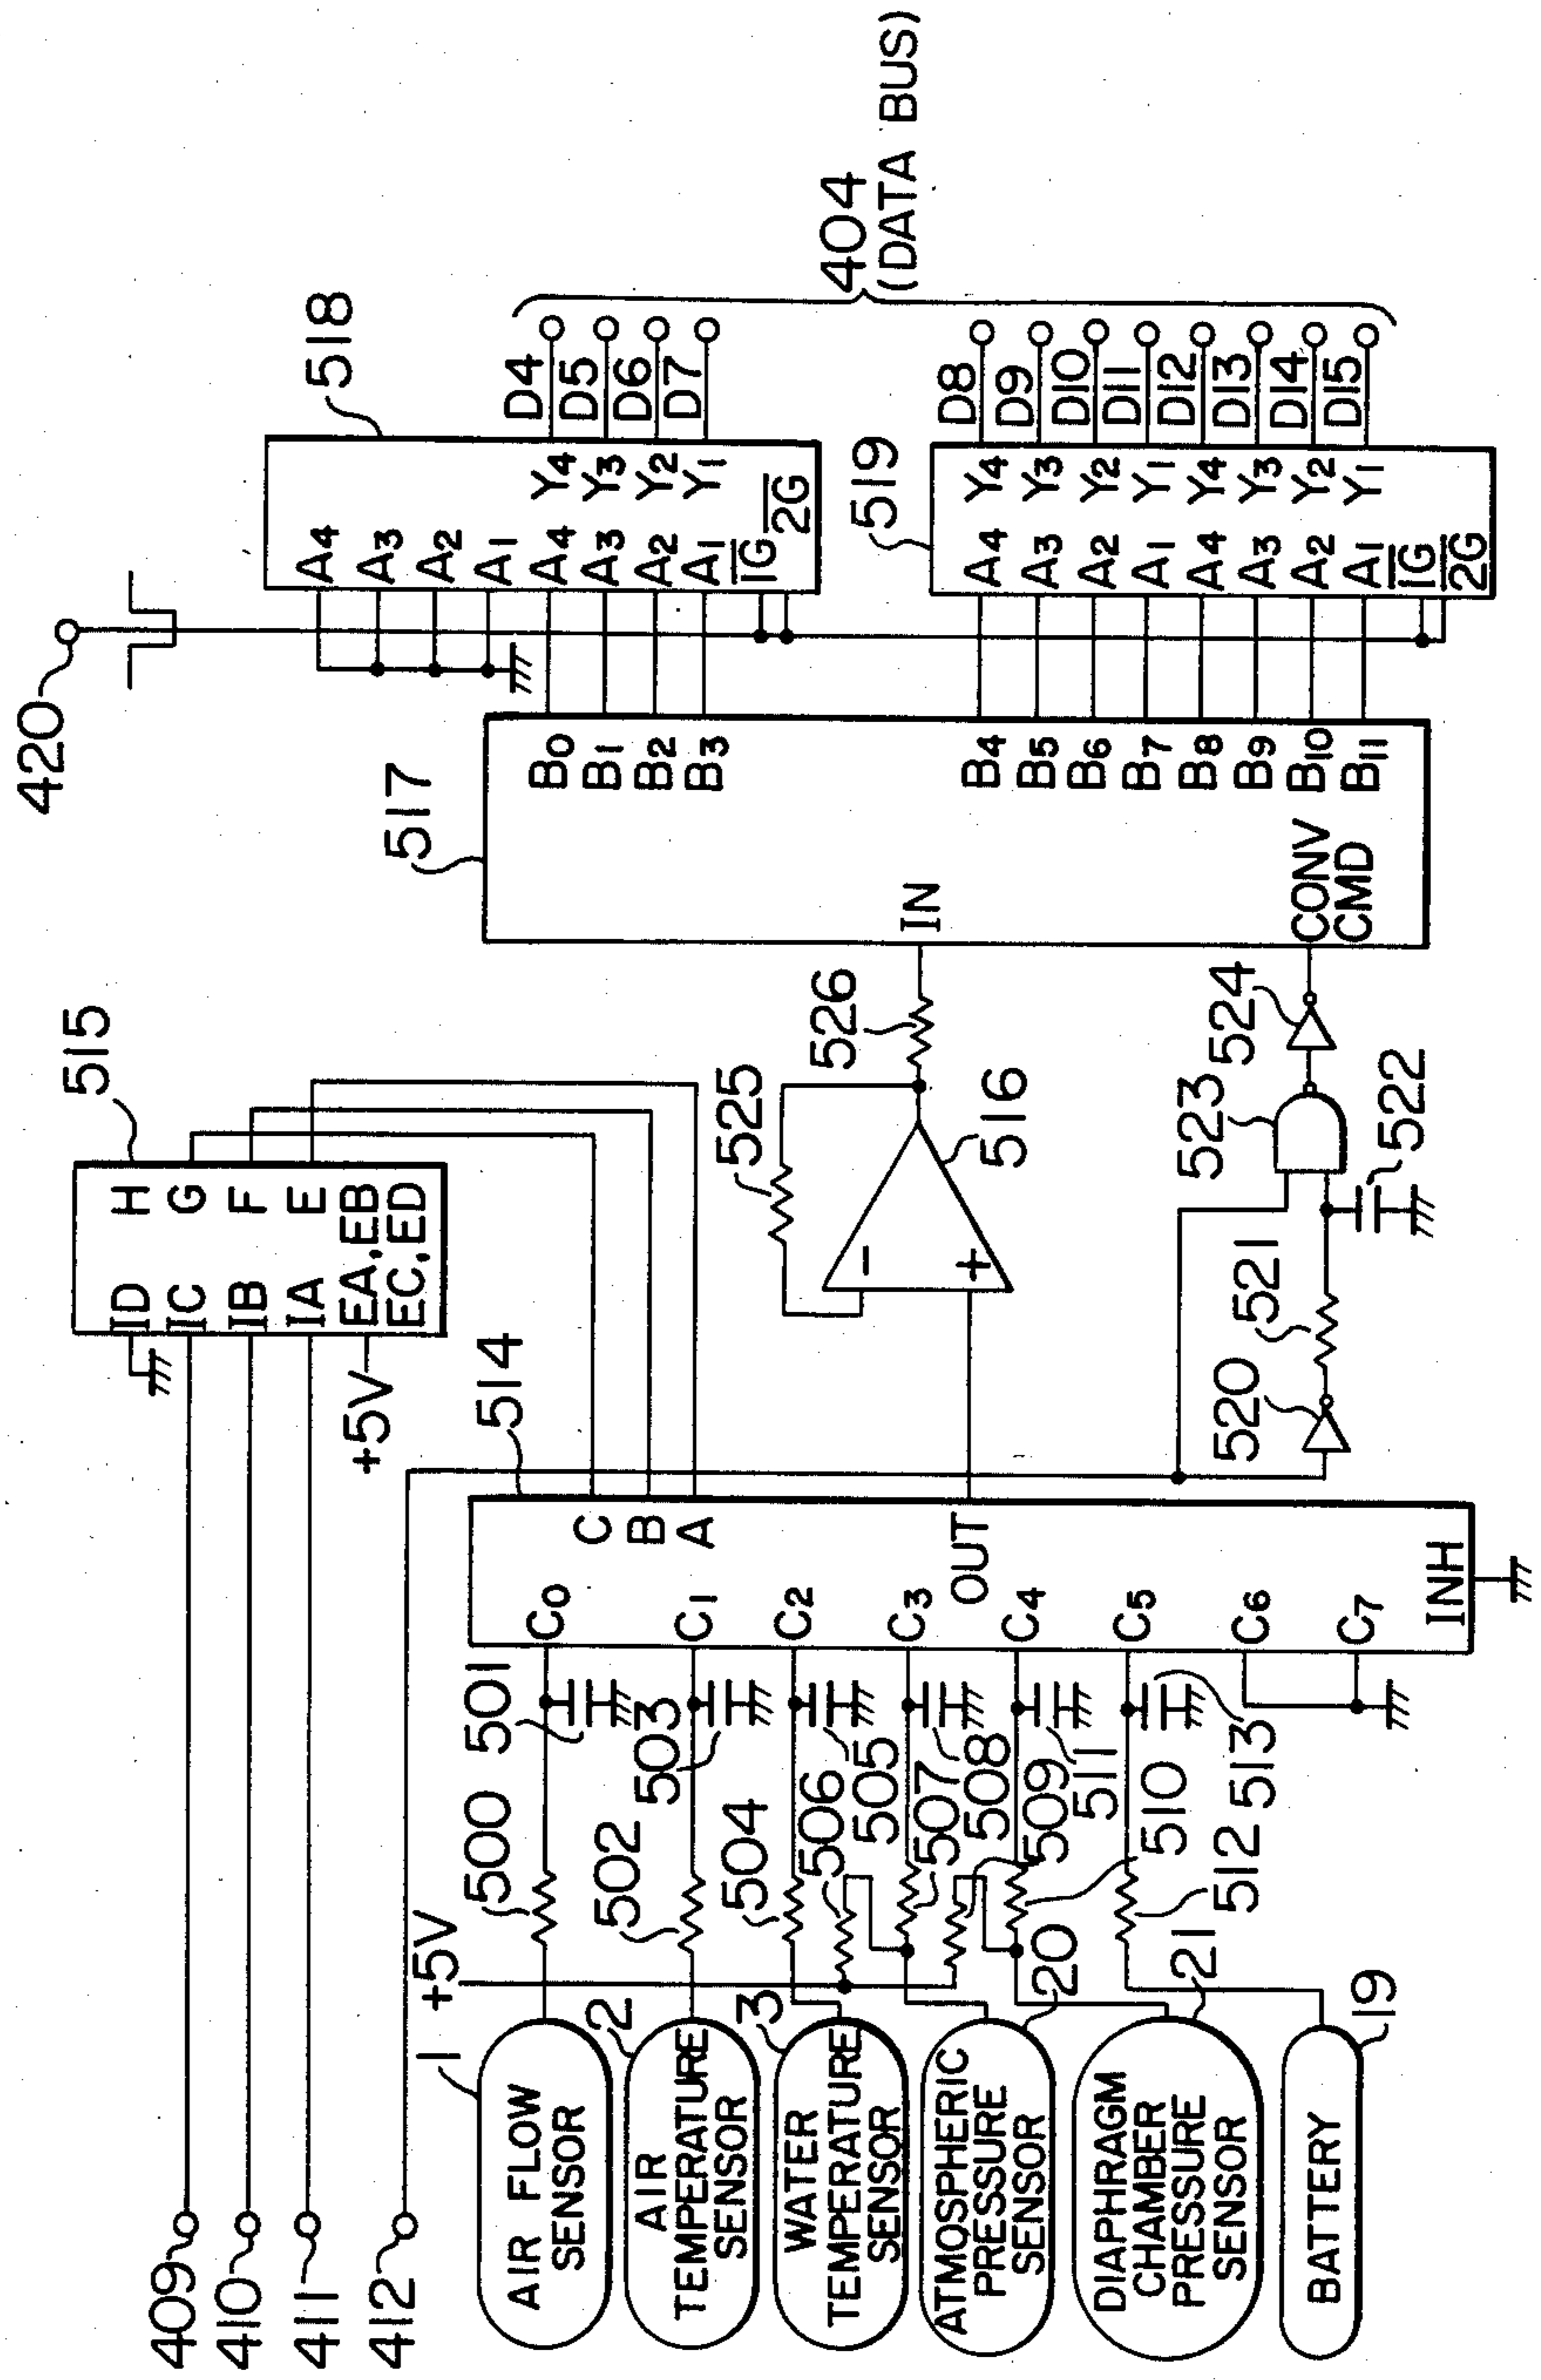 409
410
411
412
515
ID
IC
IB
IA
EA, EB
EC, ED
H
G
F
E
+5V
420
1
AIR FLOW
SENSOR
2
AIR
TEMPERATURE
SENSOR
3
WATER
TEMPERATURE
SENSOR
ATMOSPHERIC
PRESSURE
SENSOR
20
DIAPHRAGM
CHAMBER
PRESSURE
SENSOR
21
BATTERY
19
+5V
500
501
502
503
504
505
506
507
508
509
510
511
512
513
514
C0
C1
C2
C3
C4
C5
C6
C7
C
B
A
OUT
INH
525
526
516
-
+
520
521
522
523
524
517
IN
CONV
CMD
B0
B1
B2
B3
B4
B5
B6
B7
B8
B9
B10
B11
518
A4
A3
A2
A1
A4 Y4
A3 Y3
A2 Y2
A1 Y1
1G
2G
D4
D5
D6
D7
519
A4 Y4
A3 Y3
A2 Y2
A1 Y1
A4 Y4
A3 Y3
A2 Y2
A1 Y1
1G
2G
D8
D9
D10
D11
D12
D13
D14
D15
404
(DATA BUS)